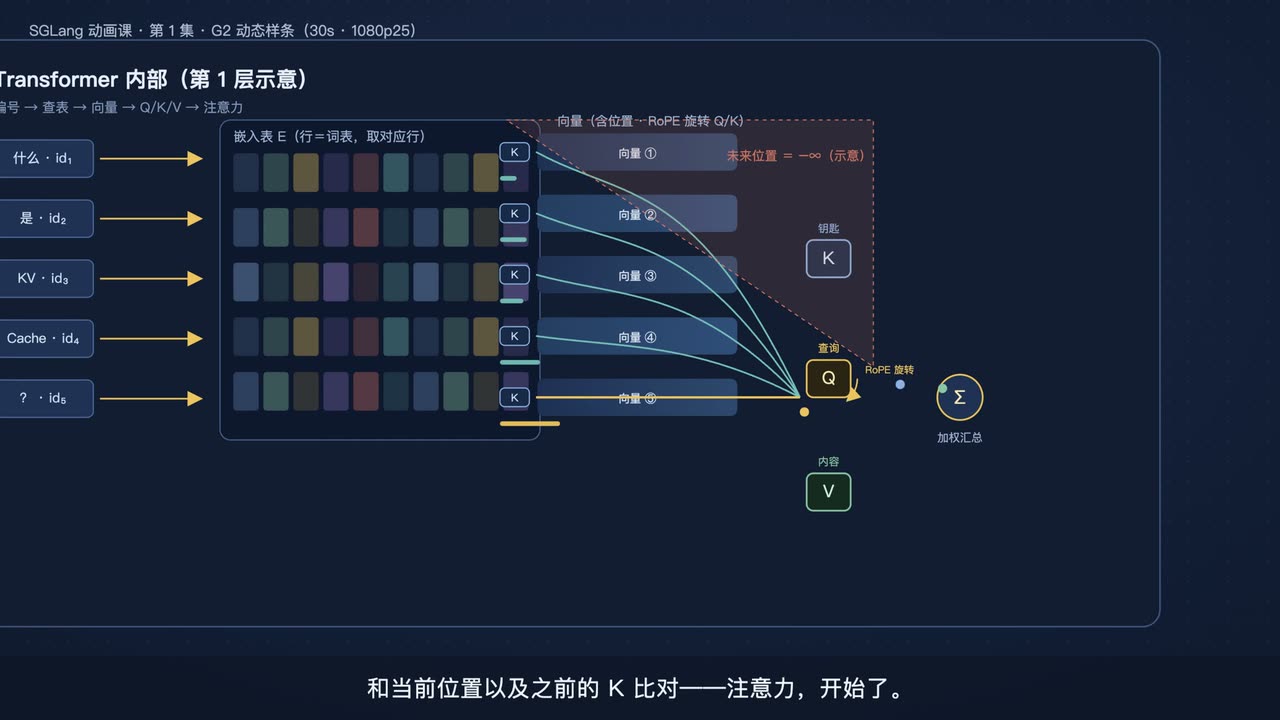 SGLang 动画课 · 第 1 集 · G2 动态样条（30s · 1080p25）
Transformer 内部（第 1 层示意）
编号 → 查表 → 向量 → Q/K/V → 注意力
嵌入表 E（行＝词表，取对应行）
向量（含位置 · RoPE 旋转 Q/K）
什么 · id₁
K
向量 ①
未来位置 ＝ −∞（示意）
是 · id₂
K
向量 ②
钥匙
K
KV · id₃
K
向量 ③
Cache · id₄
K
向量 ④
查询
Q
RoPE 旋转
？ · id₅
K
向量 ⑤
Σ
加权汇总
内容
V
和当前位置以及之前的 K 比对——注意力，开始了。